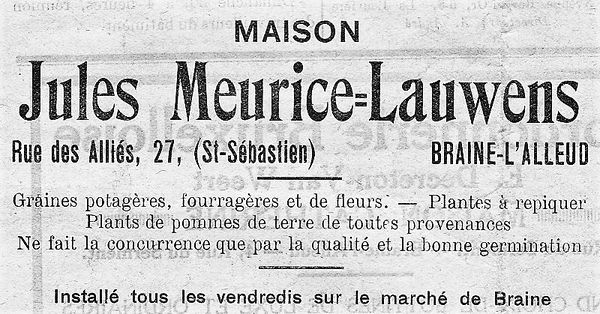 MAISON
Jules Meurice=Lauwens
Rue des Alliés, 27, (St-Sébastien) BRAINE-L'ALLEUD
Graines potagères, fourragères et de fleurs. — Plantes à repiquer
Plants de pommes de terre de toutes provenances
Ne fait la concurrence que par la qualité et la bonne germination
Installé tous les vendredis sur le marché de Braine